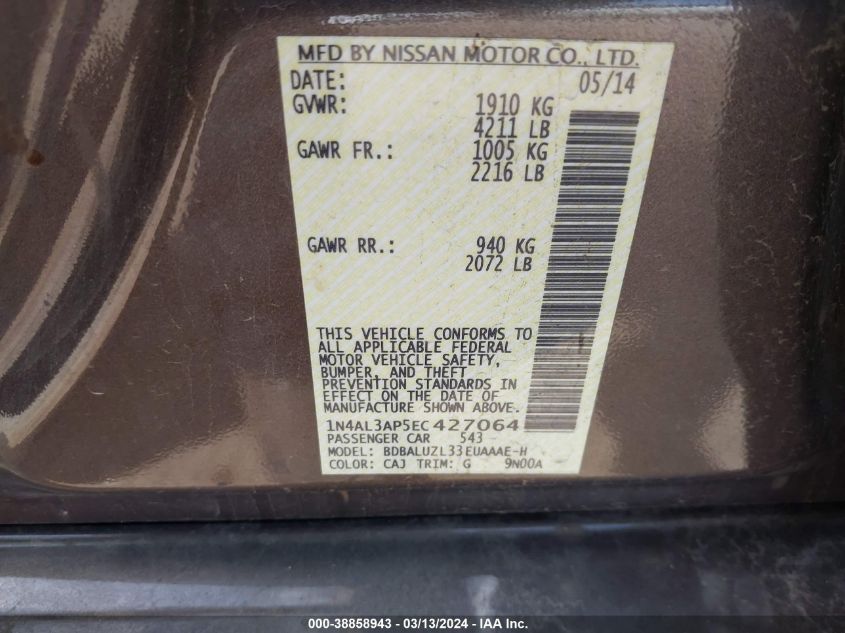 MFD BY NISSAN MOTOR CO., LTD.
DATE: 05/14
GVWR: 1910 KG
4211 LB
GAWR FR.: 1005 KG
2216 LB
GAWR RR.: 940 KG
2072 LB
THIS VEHICLE CONFORMS TO
ALL APPLICABLE FEDERAL
MOTOR VEHICLE SAFETY,
BUMPER, AND THEFT
PREVENTION STANDARDS IN
EFFECT ON THE DATE OF
MANUFACTURE SHOWN ABOVE.
1N4AL3AP5EC427064
PASSENGER CAR 543
MODEL: BDBALUZL33EUAAAE-H
COLOR: CAJ TRIM: G 9N00A
000-38858943 - 03/13/2024 - IAA Inc.